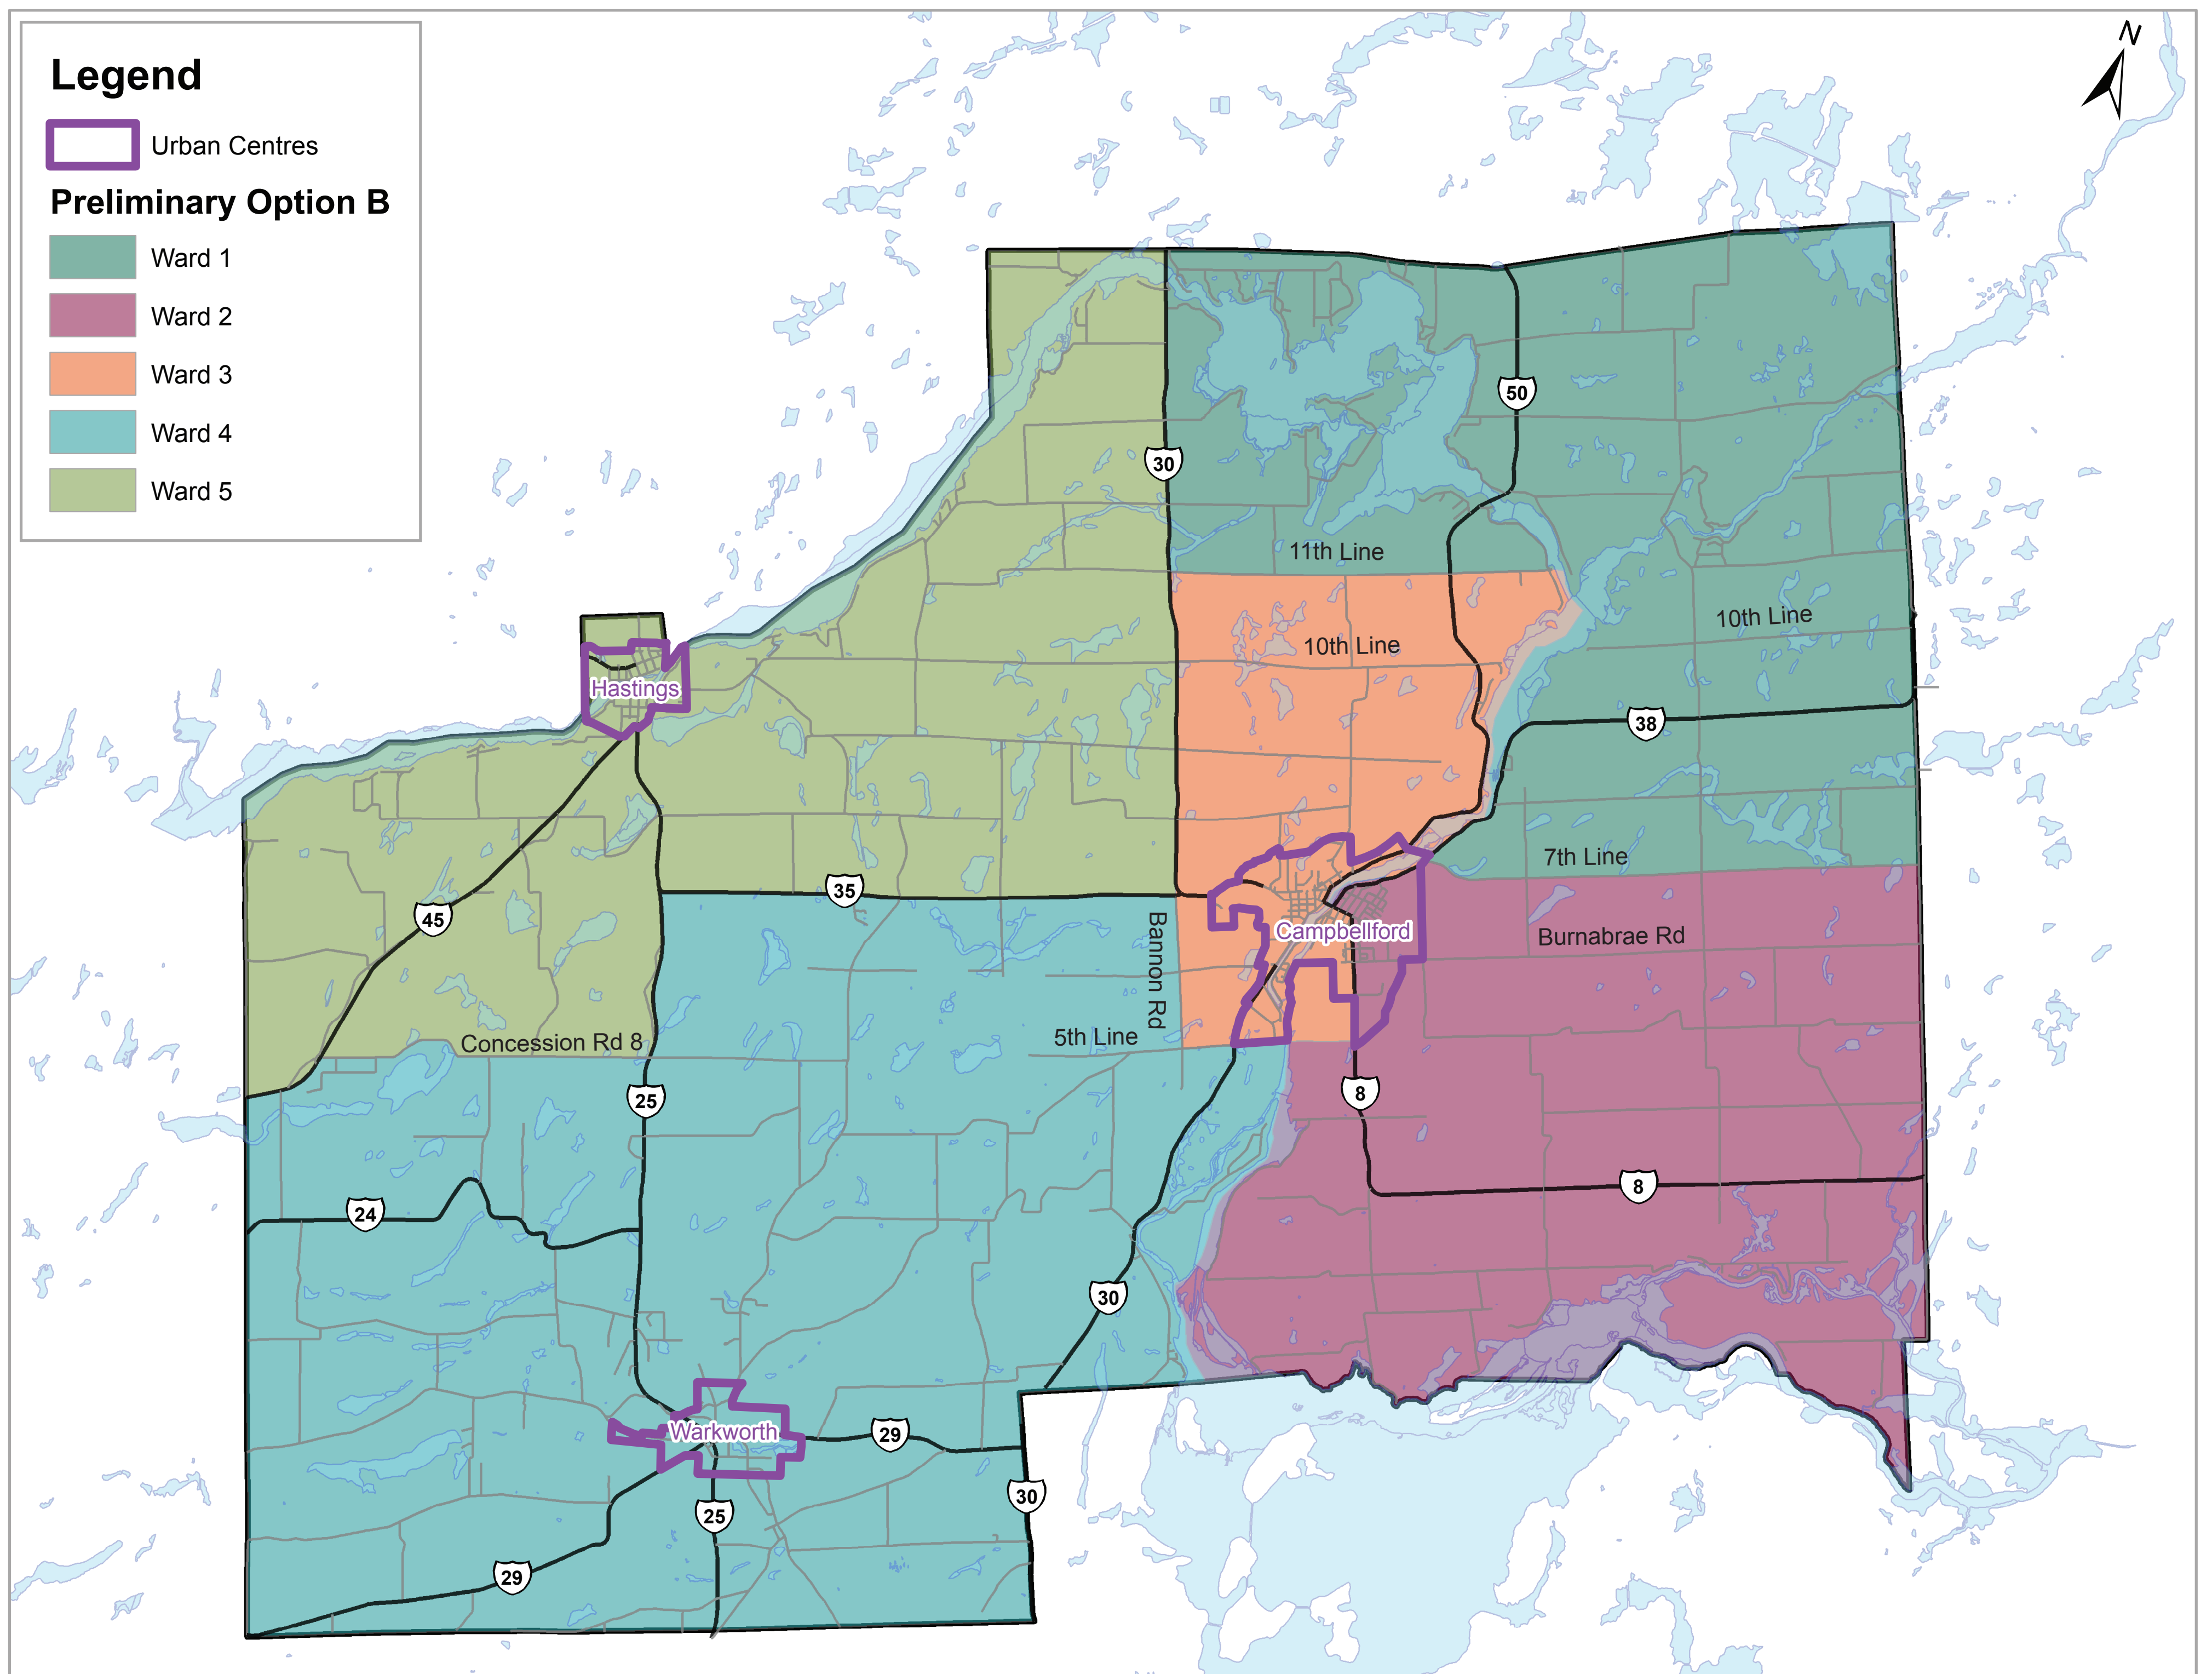 Legend
Urban Centres
Preliminary Option B
Ward 1
Ward 2
Ward 3
Ward 4
Ward 5
N
50
30
11th Line
10th Line
10th Line
Hastings
38
7th Line
35
45
Bannon Rd
Campbellford
Burnabrae Rd
Concession Rd 8
5th Line
25
8
8
24
30
Warkworth
29
30
25
29